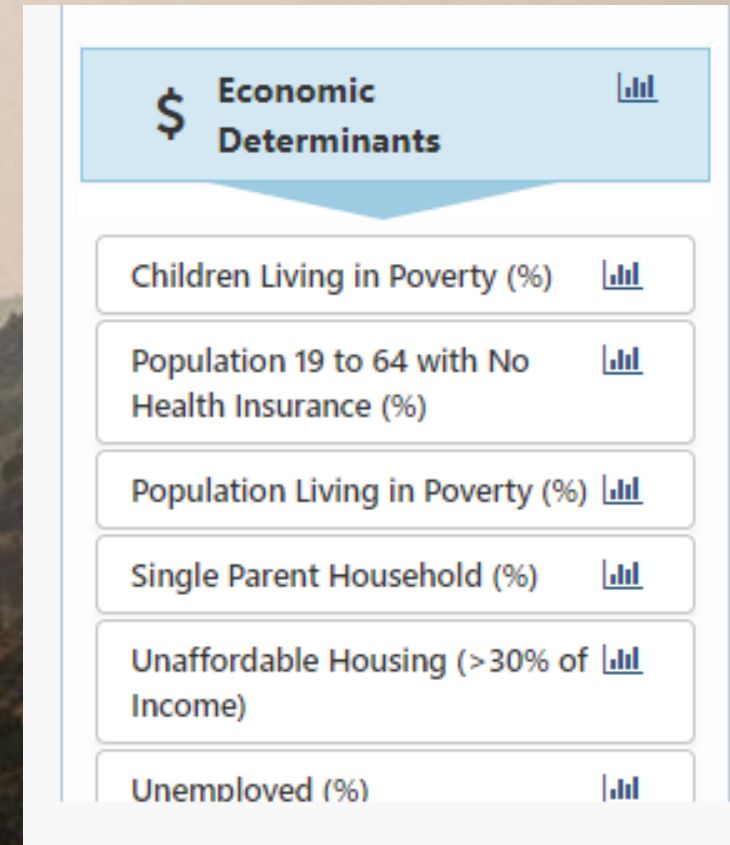 $ Economic
Determinants
Children Living in Poverty (%)
Population 19 to 64 with No
Health Insurance (%)
Population Living in Poverty (%)
Single Parent Household (%)
Unaffordable Housing (>30% of
Income)
Unemployed (%)